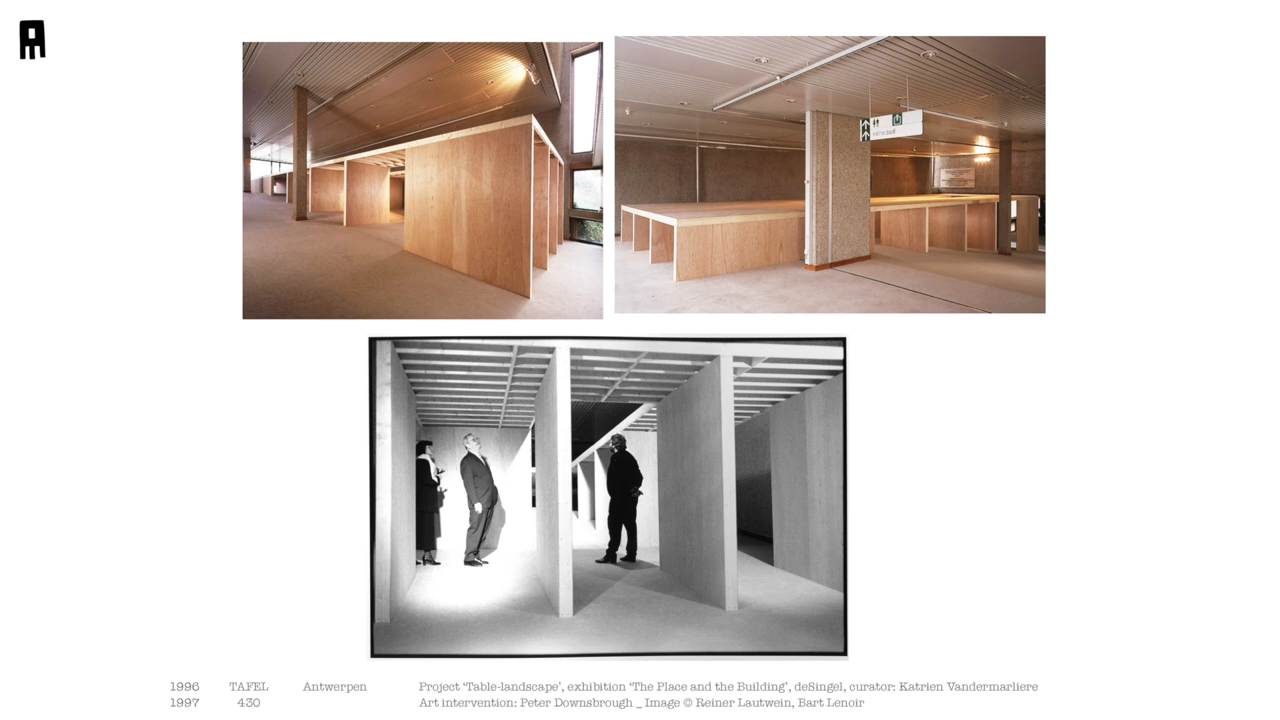 1996 TAFEL Antwerpen Project ‘Table-landscape’, exhibition ‘The Place and the Building’, deSingel, curator: Katrien Vandermarliere
1997 430 Art intervention: Peter Downsbrough _ Image © Reiner Lautwein, Bart Lenoir